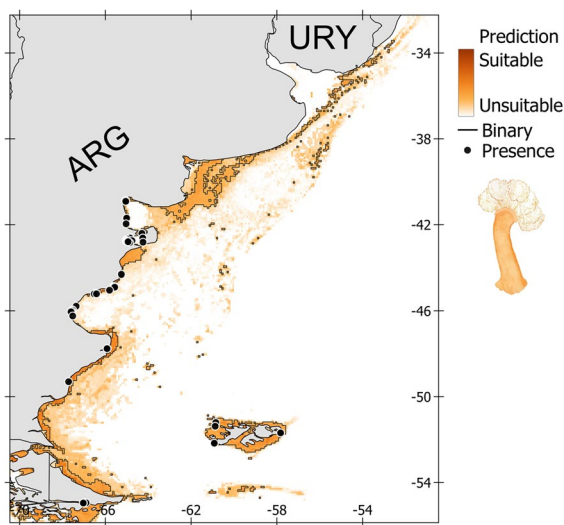 URY
ARG
Prediction
Suitable
Unsuitable
Binary
Presence
-34
-38
-42
-46
-50
-54
-70 -66 -62 -58 -54